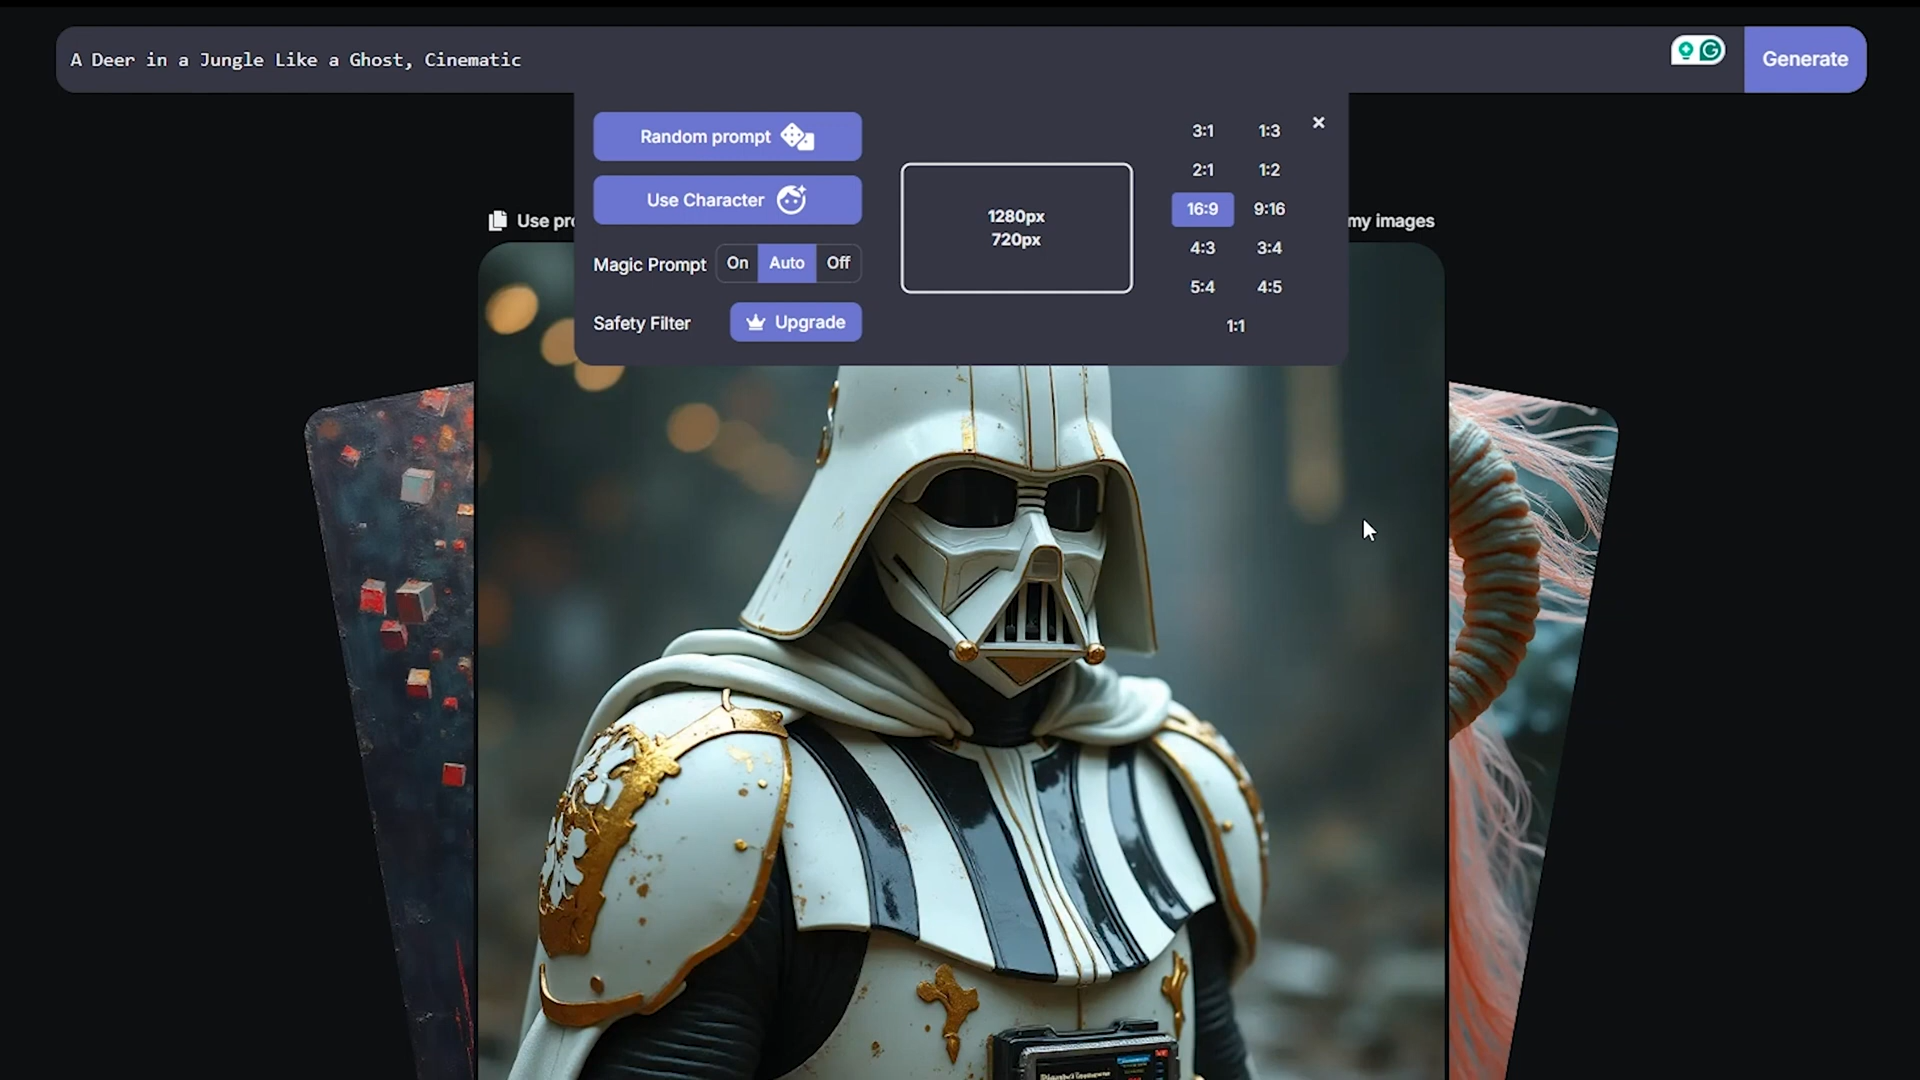 A Deer in a Jungle Like a Ghost, Cinematic
Generate
Random prompt
Use Character
Magic Prompt
On
Auto
Off
Safety Filter
Upgrade
1280px
720px
3:1
1:3
2:1
1:2
16:9
9:16
4:3
3:4
5:4
4:5
1:1
Use
my images